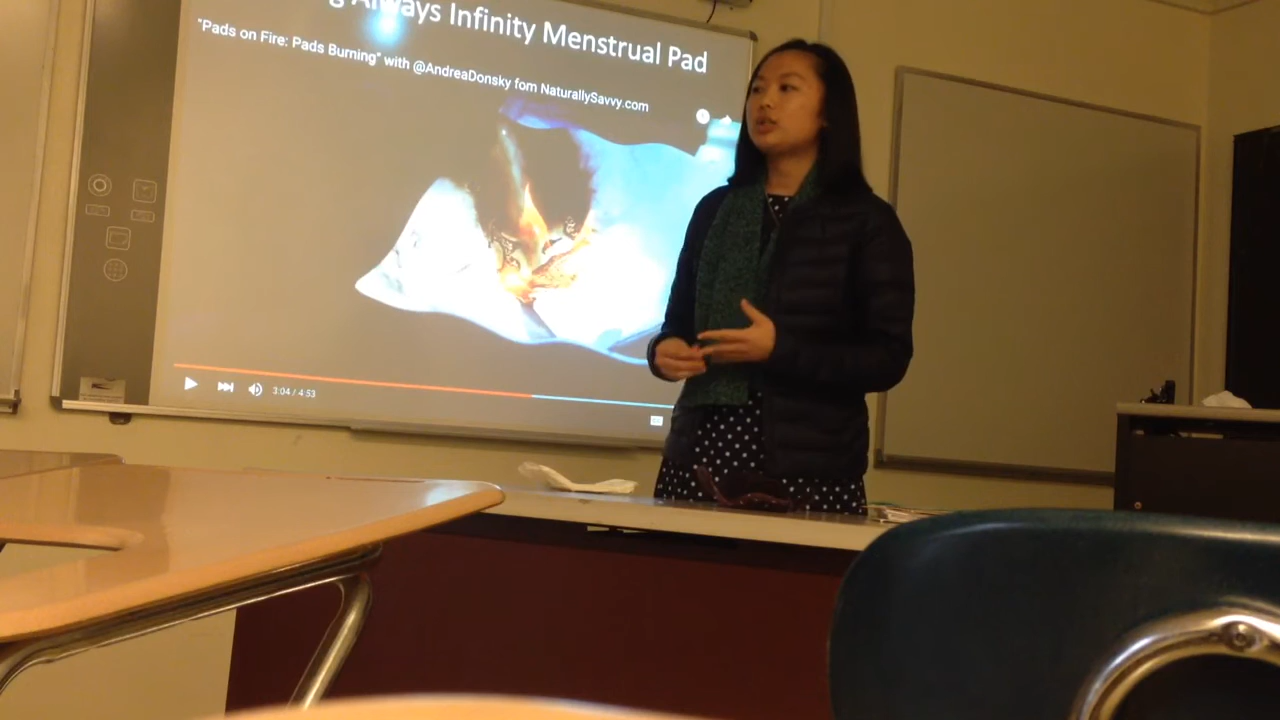 Always Infinity Menstrual Pad
"Pads on Fire: Pads Burning" with @AndreaDonsky fom NaturallySavvy.com
3:04 / 4:53